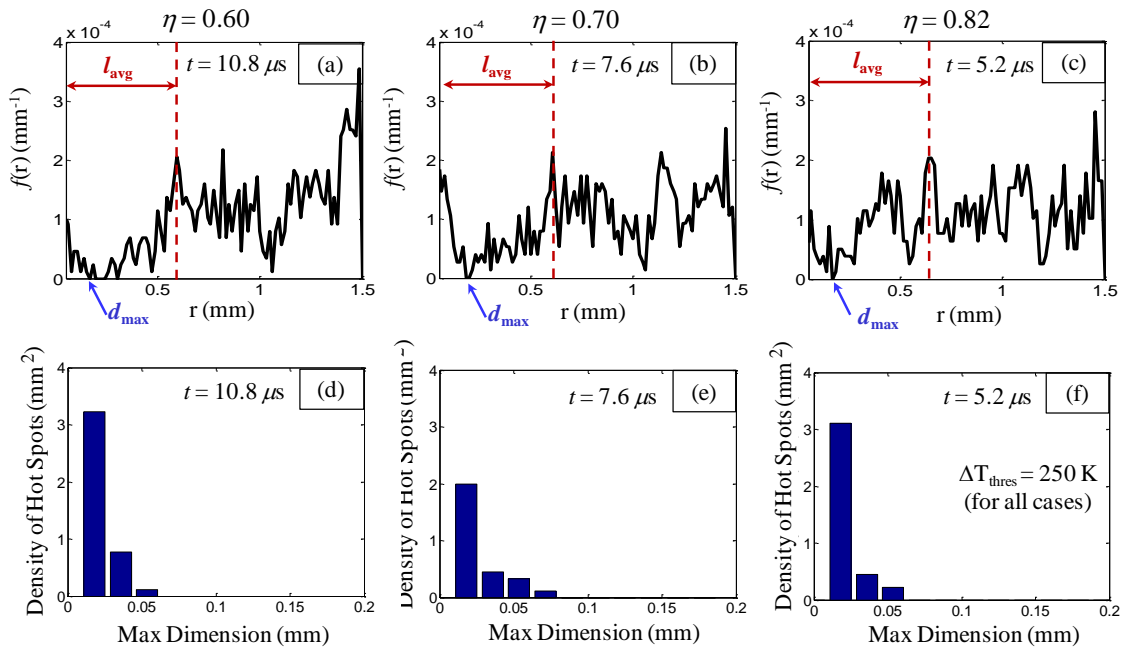 η = 0.60
η = 0.70
η = 0.82
x 10⁻⁴
4
3
2
1
0
f(r) (mm⁻¹)
l_avg
t = 10.8 μs
(a)
0.5
1
1.5
r (mm)
d_max
x 10⁻⁴
4
3
2
1
0
f(r) (mm⁻¹)
l_avg
t = 7.6 μs
(b)
0.5
1
1.5
r (mm)
d_max
x 10⁻⁴
4
3
2
1
0
f(r) (mm⁻¹)
l_avg
t = 5.2 μs
(c)
0.5
1
1.5
r (mm)
d_max
4
3
2
1
0
Density of Hot Spots (mm²)
t = 10.8 μs
(d)
0
0.05
0.1
0.15
0.2
Max Dimension (mm)
4
3
2
1
0
Density of Hot Spots (mm⁻
t = 7.6 μs
(e)
0
0.05
0.1
0.15
0.2
Max Dimension (mm)
4
3
2
1
0
Density of Hot Spots (mm²)
t = 5.2 μs
(f)
ΔT_thres = 250 K
(for all cases)
0
0.05
0.1
0.15
0.2
Max Dimension (mm)